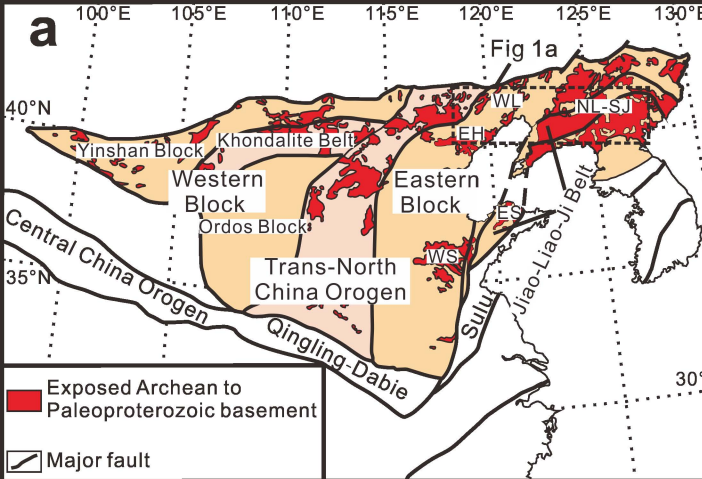 a
100°E
105°E
110°E
115°E
120°E
125°E
130°E
Fig 1a
40°N
WL
NL-SJ
EH
Khondalite Belt
Yinshan Block
Western
Block
Eastern
Block
Ordos Block
ES
Central China Orogen
WS
Jiao-Liao-Ji Belt
35°N
Trans-North
China Orogen
Sulu
Qingling-Dabie
30°
Exposed Archean to
Paleoproterozoic basement
Major fault